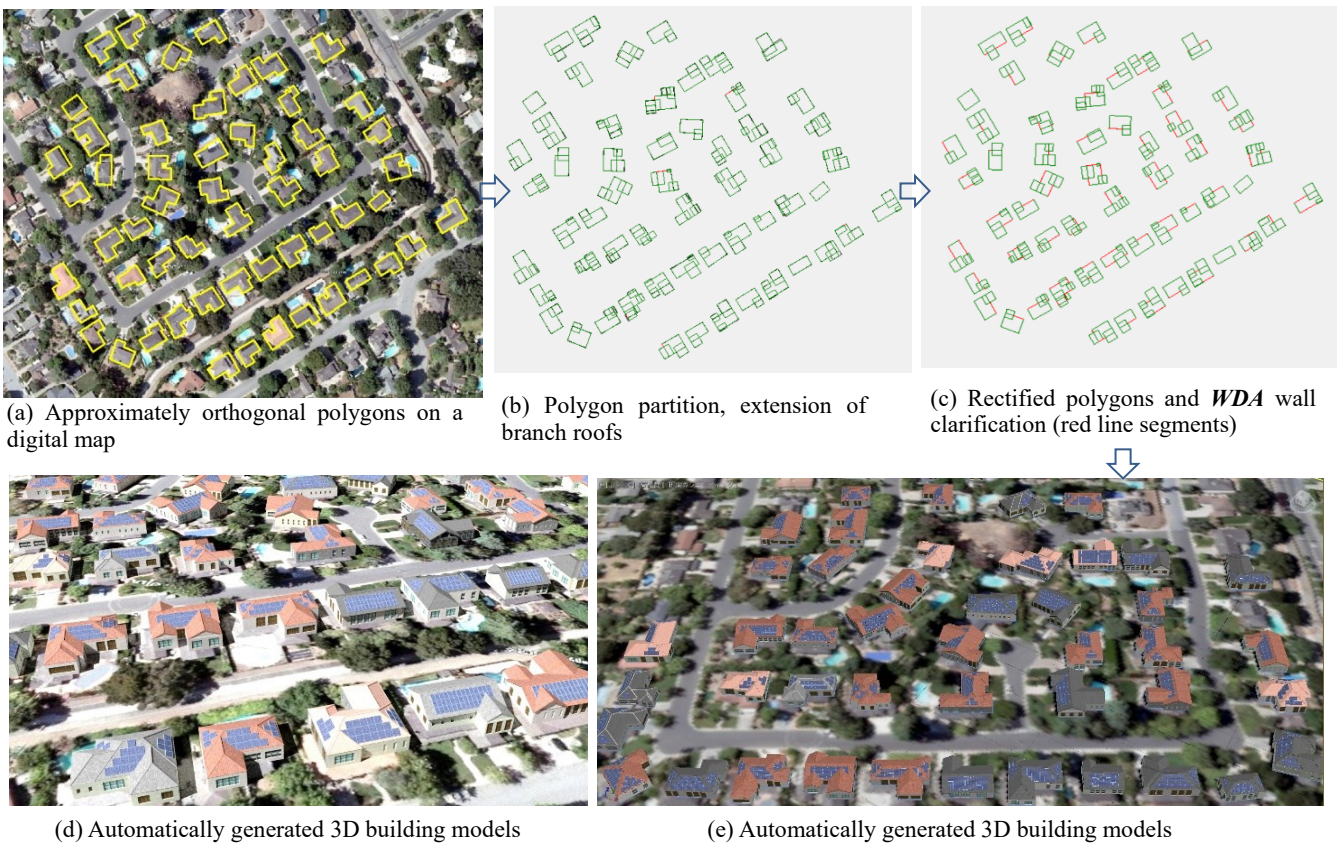 (a) Approximately orthogonal polygons on a
digital map
(b) Polygon partition, extension of
branch roofs
(c) Rectified polygons and WDA wall
clarification (red line segments)
(d) Automatically generated 3D building models
(e) Automatically generated 3D building models